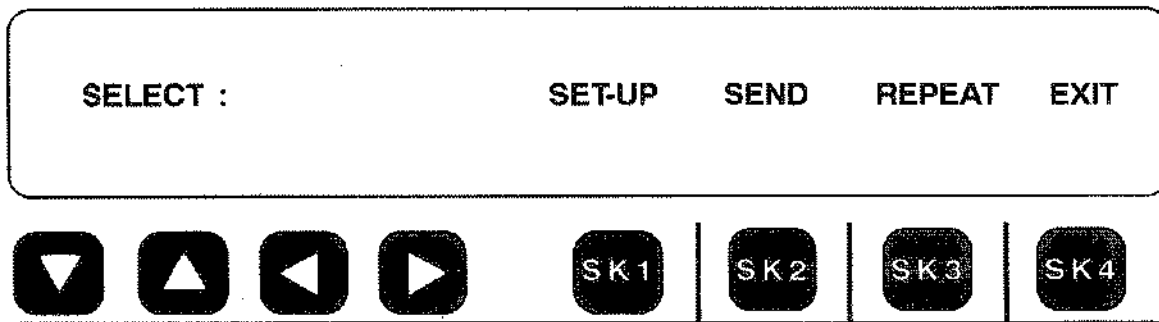 SELECT : SET-UP SEND REPEAT EXIT
SK1 SK2 SK3 SK4